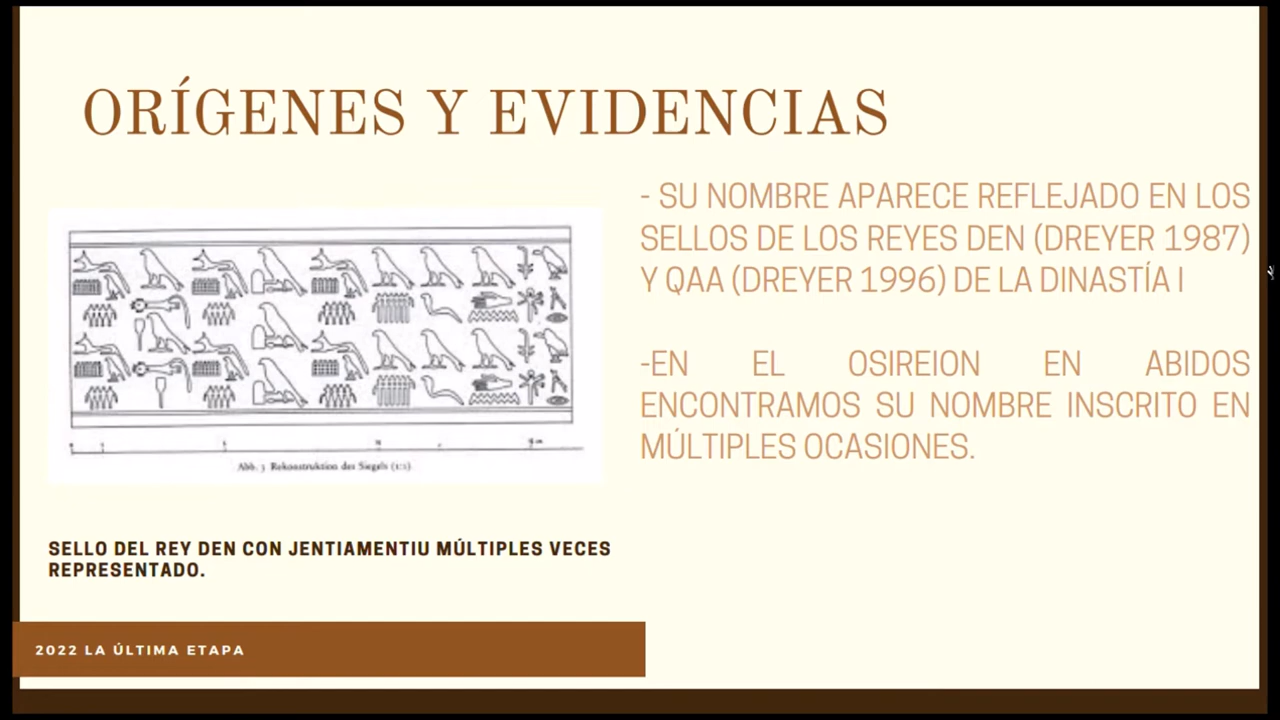 ORÍGENES Y EVIDENCIAS
- SU NOMBRE APARECE REFLEJADO EN LOS
SELLOS DE LOS REYES DEN (DREYER 1987)
Y QAA (DREYER 1996) DE LA DINASTÍA I
-EN EL OSIREION EN ABIDOS
ENCONTRAMOS SU NOMBRE INSCRITO EN
MÚLTIPLES OCASIONES.
Abb. 3 Rekonstruktion des Siegels (1:1)
SELLO DEL REY DEN CON JENTIAMENTIU MÚLTIPLES VECES
REPRESENTADO.
2022 LA ÚLTIMA ETAPA